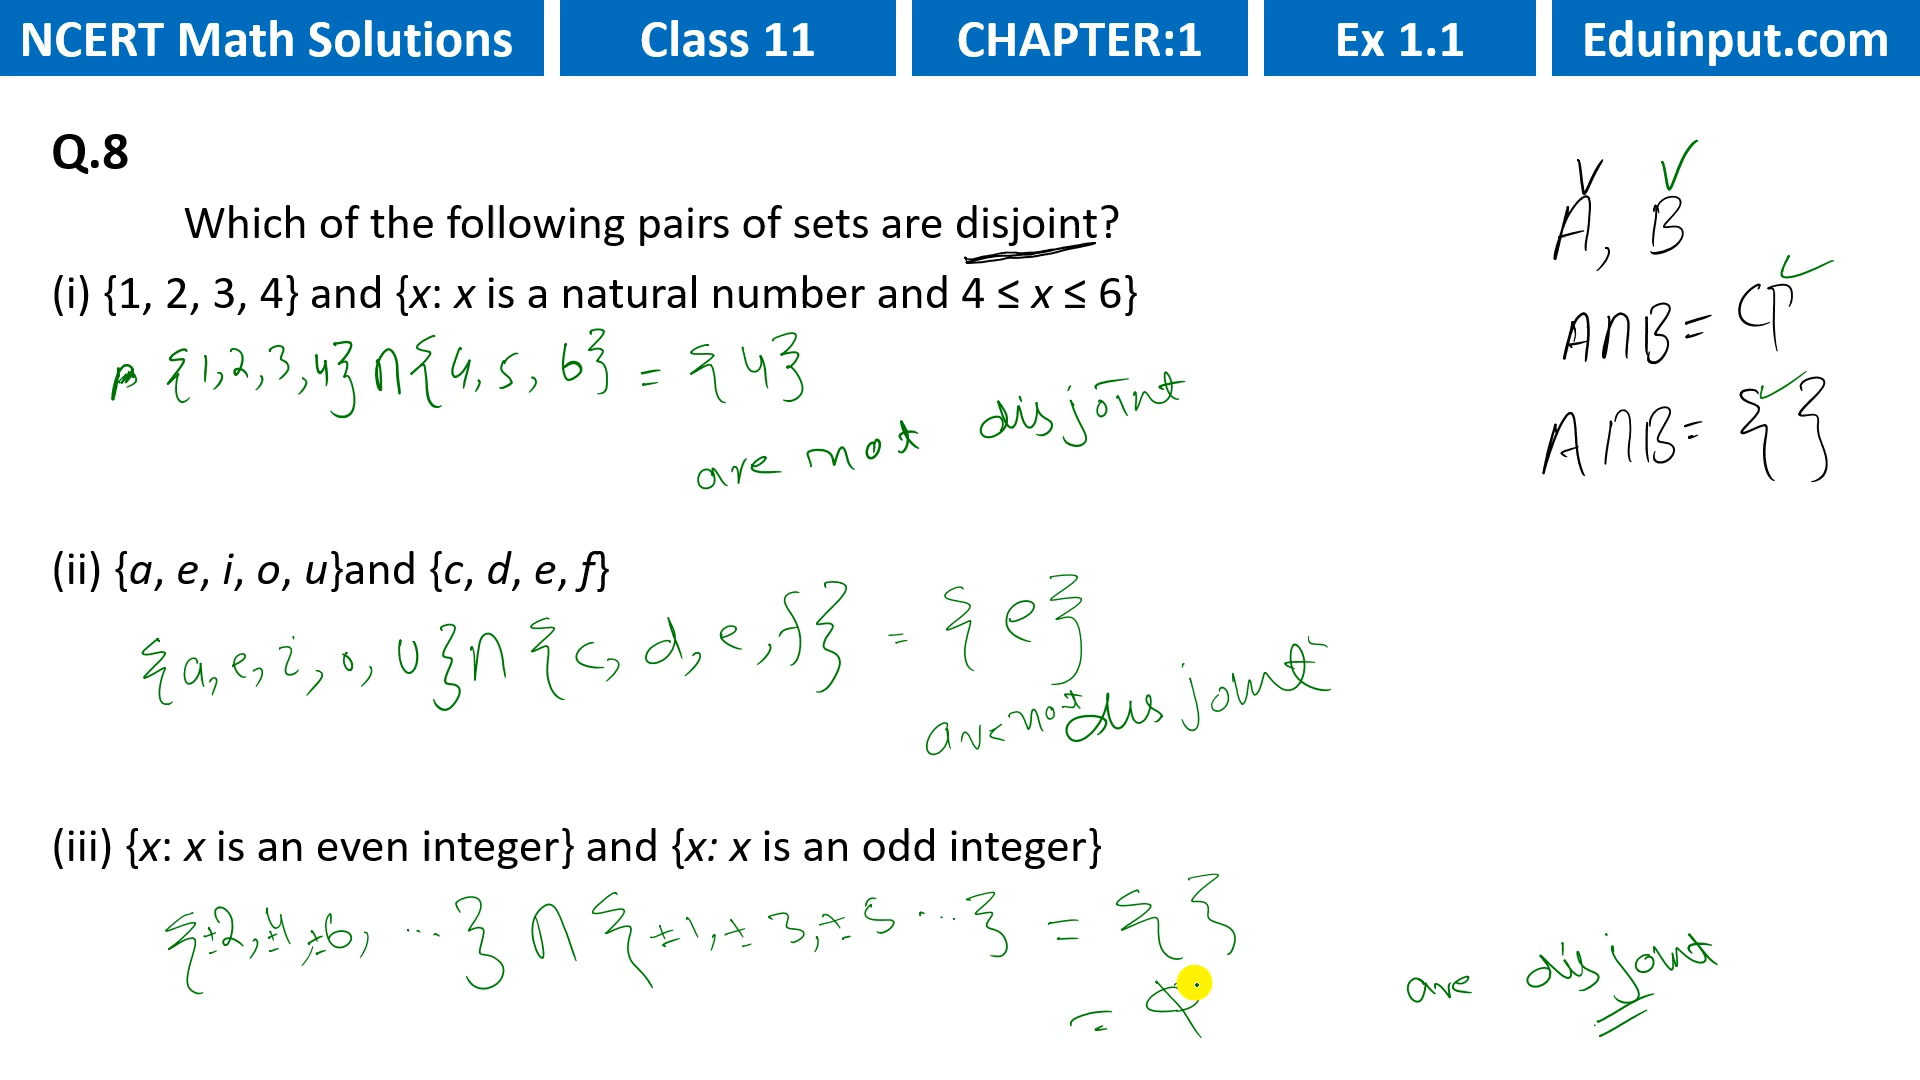 NCERT Math Solutions Class 11 CHAPTER:1 Ex 1.1 Eduinput.com
Q.8
Which of the following pairs of sets are disjoint?
A, B
(i) {1, 2, 3, 4} and {x: x is a natural number and 4 ≤ x ≤ 6}
A∩B = φ
{1,2,3,4} ∩ {4, 5, 6} = {4}
A∩B = { }
are not disjoint
(ii) {a, e, i, o, u}and {c, d, e, f}
{a, e, i, o, u} ∩ {c, d, e, f} = {e}
are not disjoint
(iii) {x: x is an even integer} and {x: x is an odd integer}
{±2, ±4, ±6, ...} ∩ {±1, ±3, ±5 ...} = { }
= φ
are disjoint